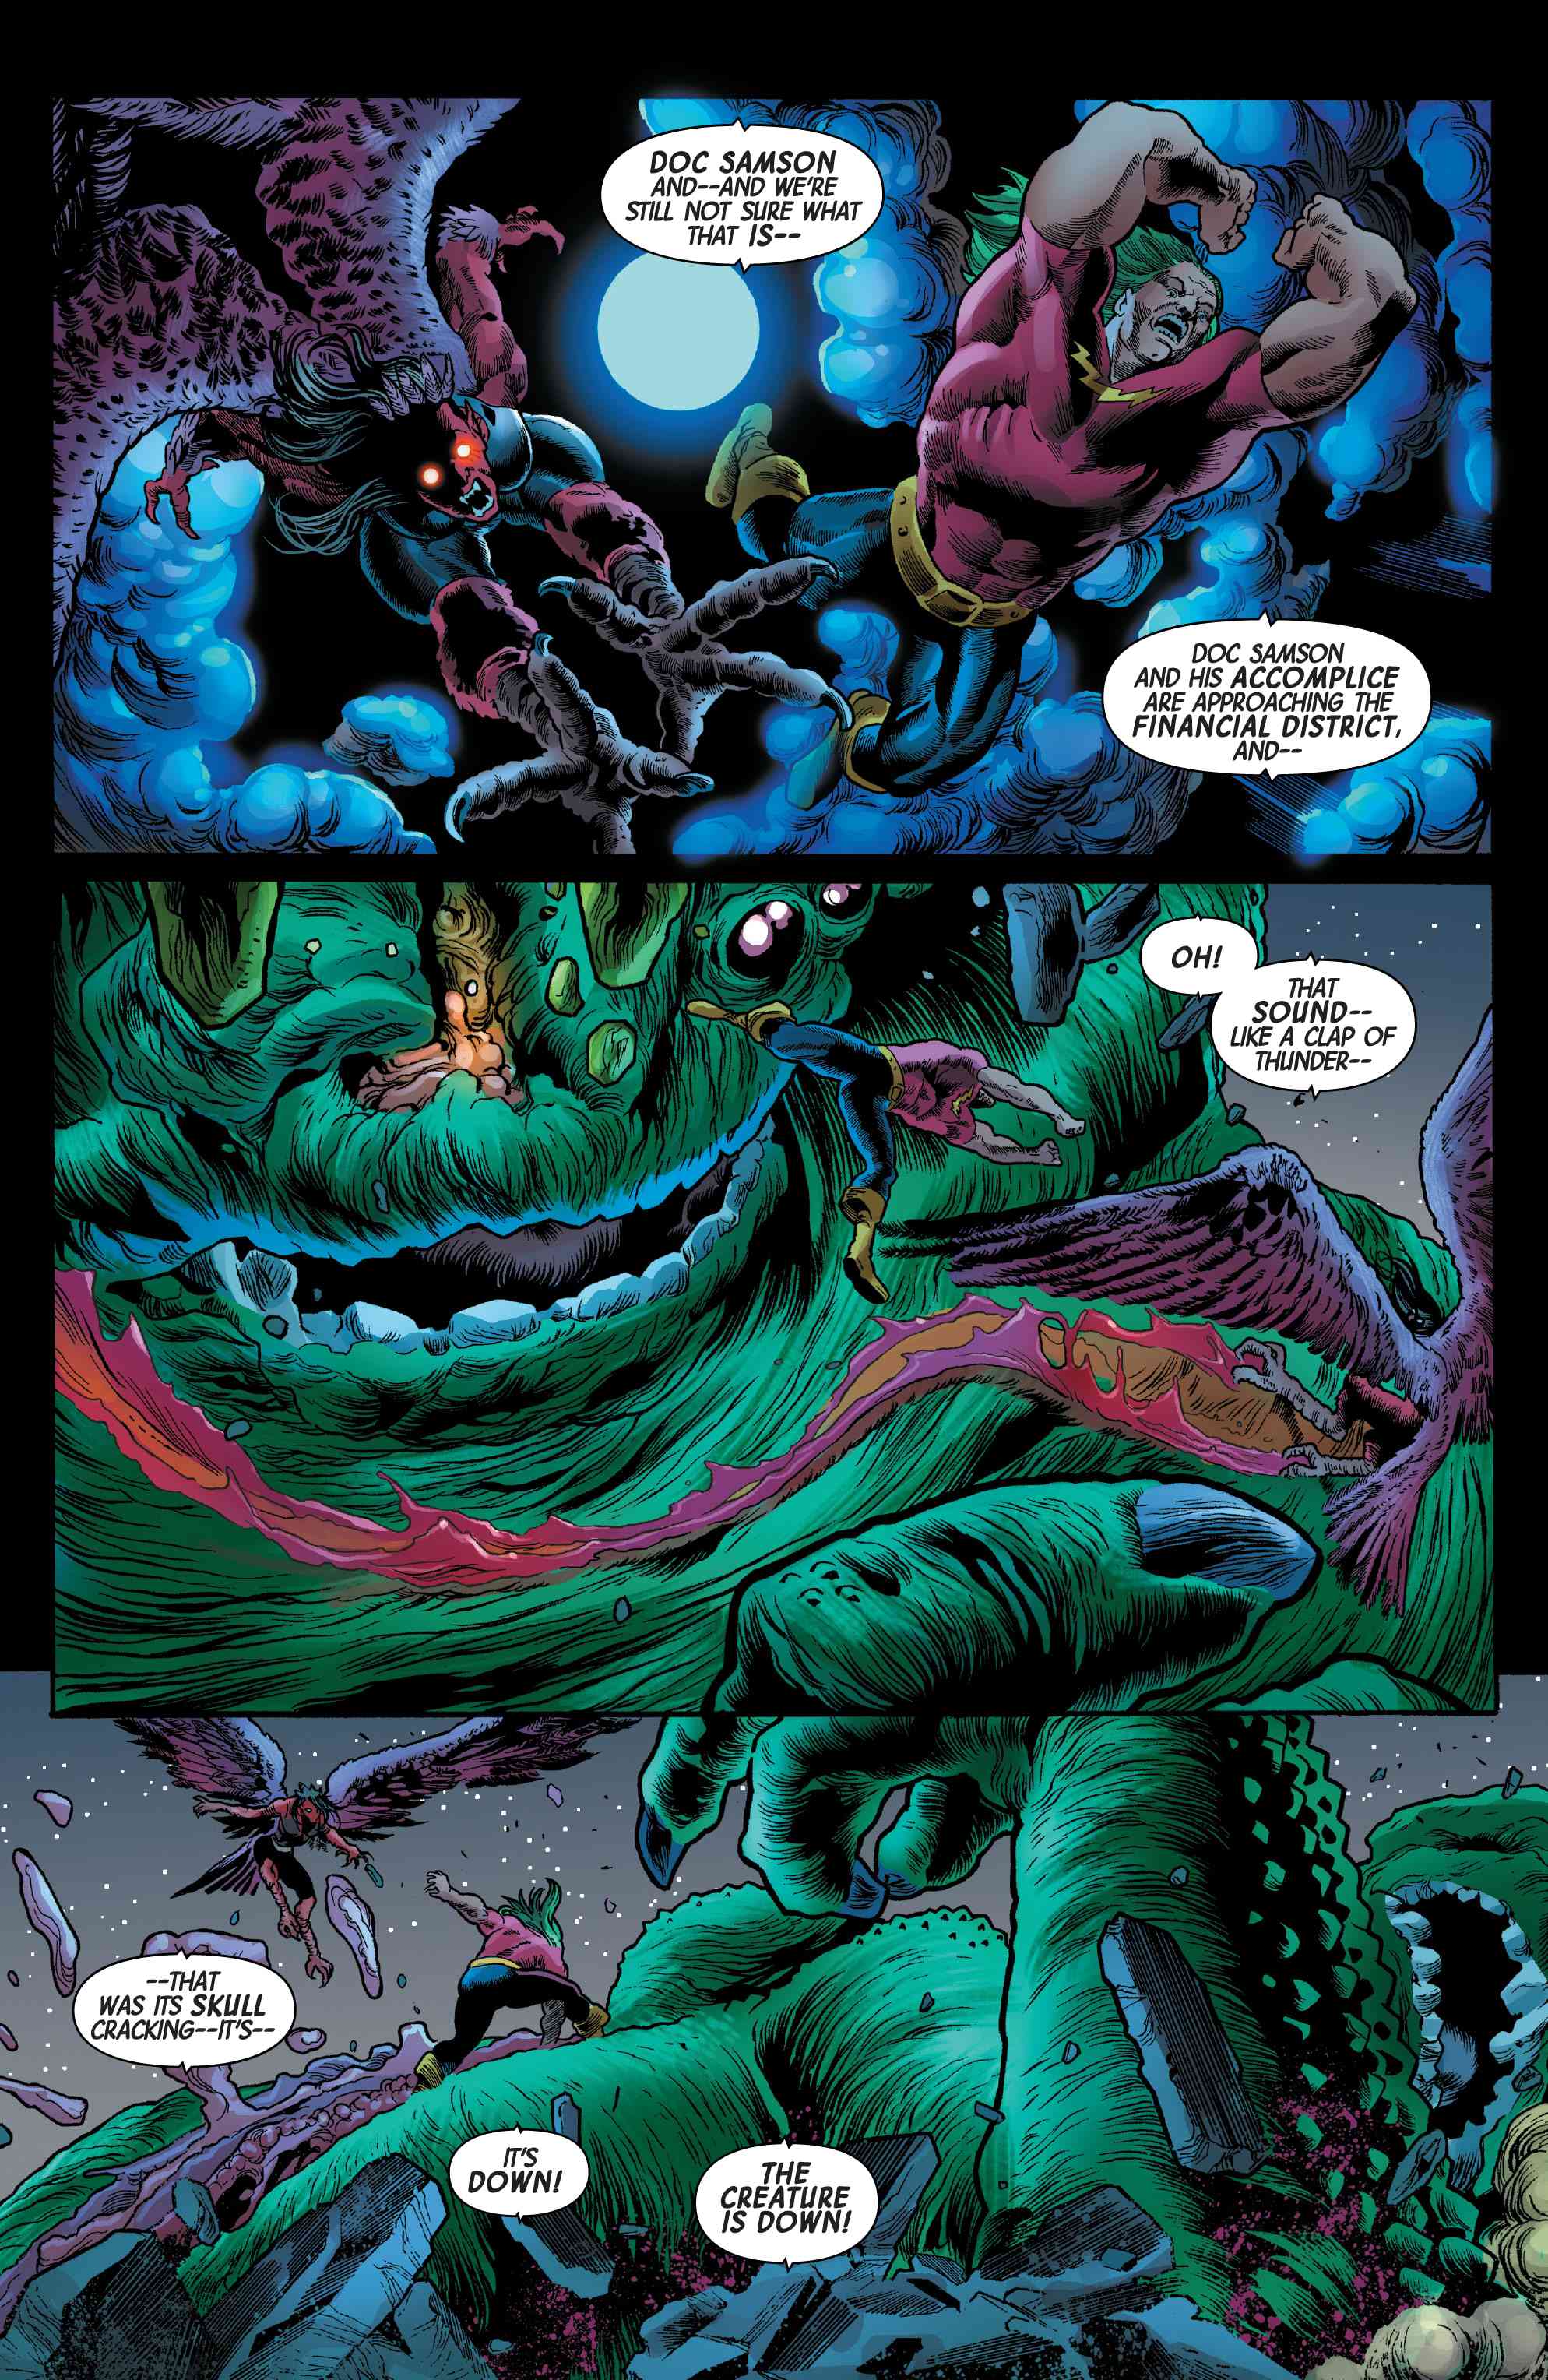 DOC SAMSON
AND--AND WE'RE
STILL NOT SURE WHAT
THAT IS--
DOC SAMSON
AND HIS ACCOMPLICE
ARE APPROACHING THE
FINANCIAL DISTRICT,
AND--
OH!
THAT
SOUND--
LIKE A CLAP OF
THUNDER--
--THAT
WAS ITS SKULL
CRACKING--IT'S--
IT'S
DOWN!
THE
CREATURE
IS DOWN!